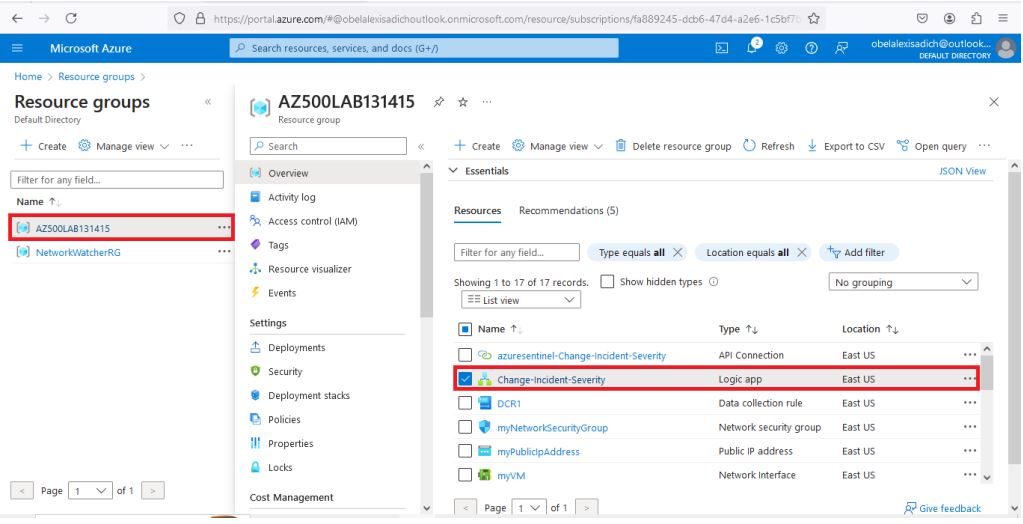 https://portal.azure.com/#@obelalexisadichoutlook.onmicrosoft.com/resource/subscriptions/fa889245-dcb6-47d4-a2e6-1c5bf7
Microsoft Azure
Search resources, services, and docs (G+/)
2
obelalexisadich@outlook...
DEFAULT DIRECTORY
Home > Resource groups >
Resource groups
Default Directory
Create
Manage view
Filter for any field...
Name
AZ500LAB131415
NetworkWatcherRG
Page 1 of 1
AZ500LAB131415
Resource group
Search
Overview
Activity log
Access control (IAM)
Tags
Resource visualizer
Events
Settings
Deployments
Security
Deployment stacks
Policies
Properties
Locks
Cost Management
Create Manage view Delete resource group Refresh Export to CSV Open query
Essentials
JSON View
Resources Recommendations (5)
Filter for any field...
Type equals all
Location equals all
Add filter
Showing 1 to 17 of 17 records.
Show hidden types
No grouping
List view
Name Type Location
azuresentinel-Change-Incident-Severity API Connection East US
Change-Incident-Severity Logic app East US
DCR1 Data collection rule East US
myNetworkSecurityGroup Network security group East US
myPublicIpAddress Public IP address East US
myVM Network Interface East US
Page 1 of 1
Give feedback